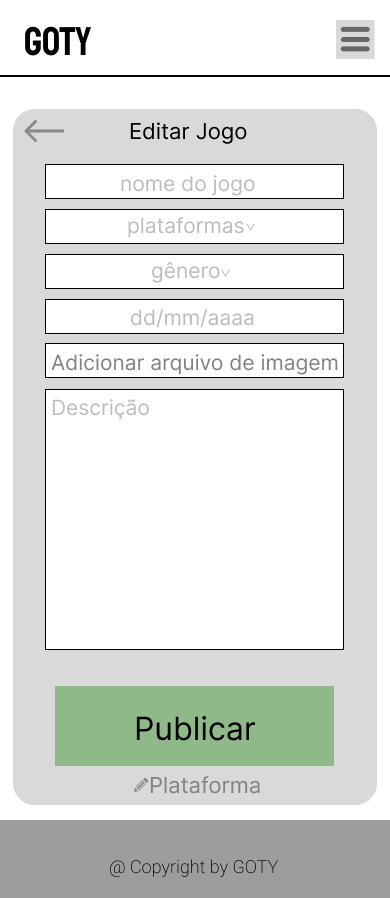 GOTY
Editar Jogo
nome do jogo
plataformas
gênero
dd/mm/aaaa
Adicionar arquivo de imagem
Descrição
Publicar
Plataforma
@ Copyright by GOTY